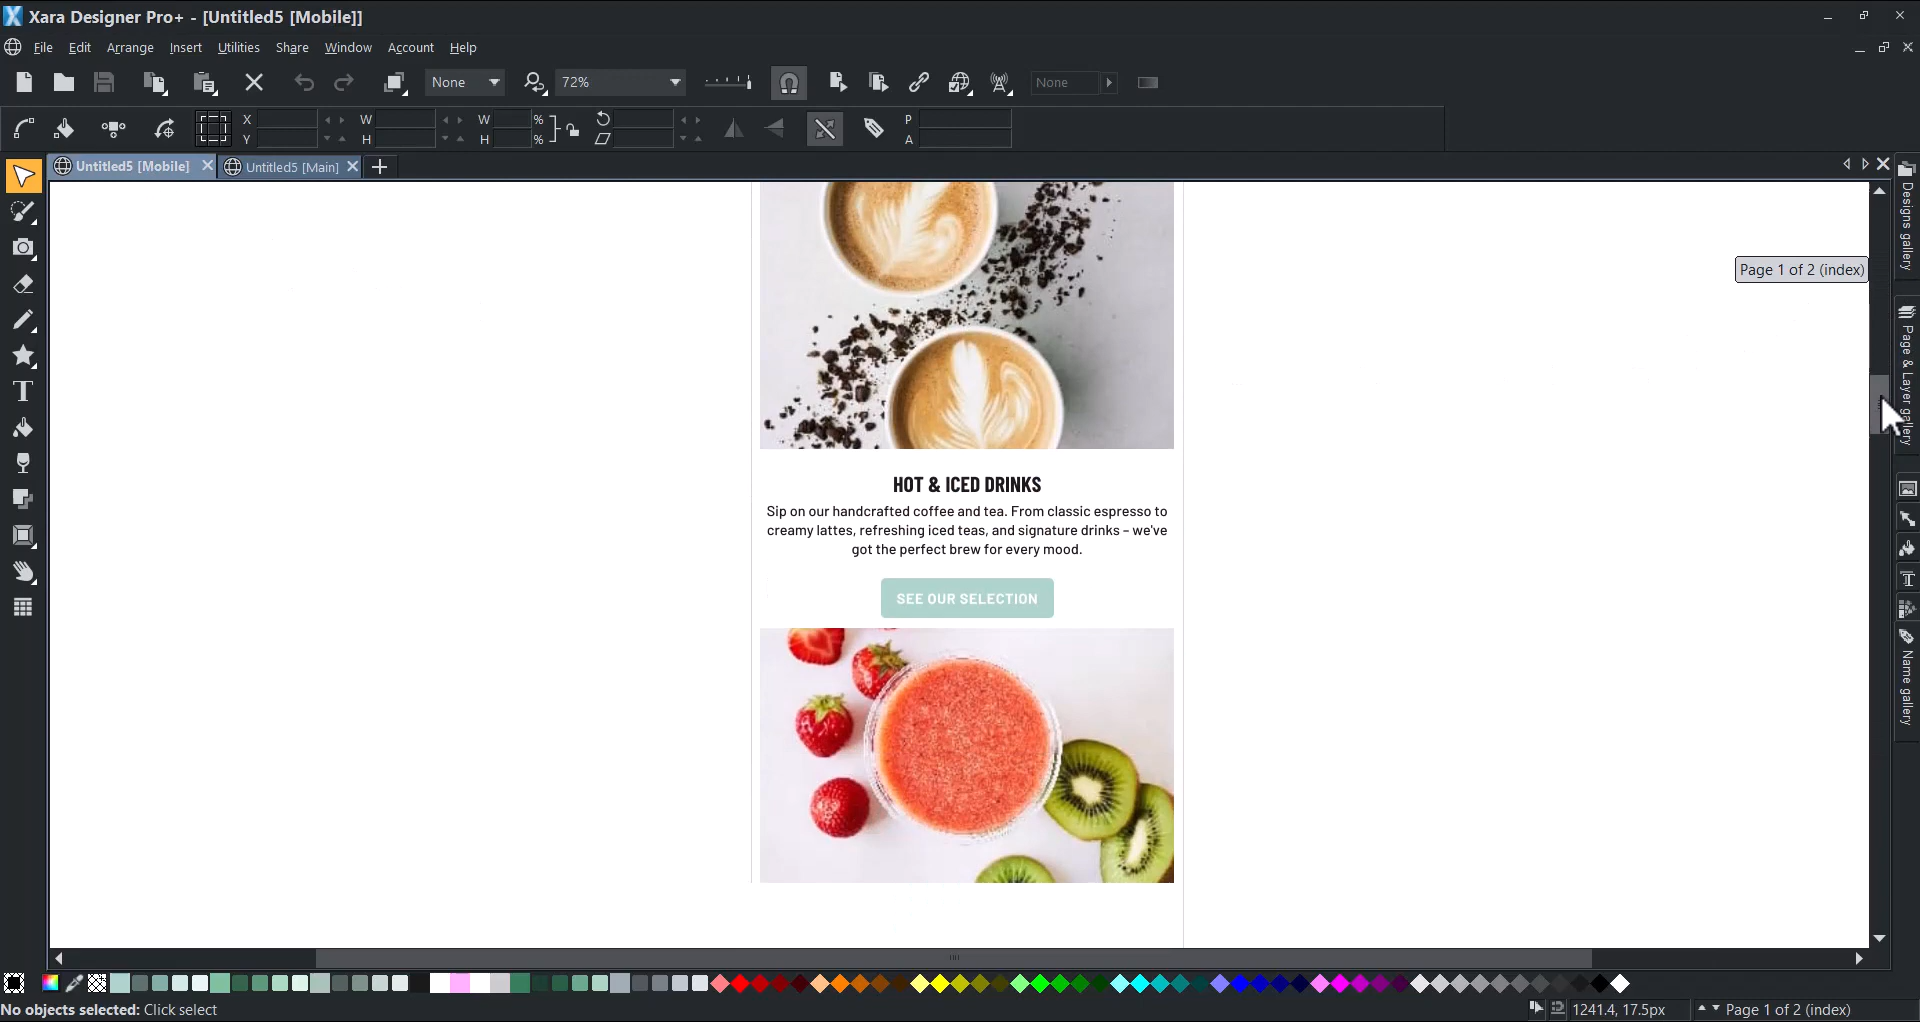 Xara Designer Pro+ - [Untitled5 [Mobile]]
File Edit Arrange Insert Utilities Share Window Account Help
None 72% None
X W W % P
Y H H % A
Untitled5 [Mobile] Untitled5 [Main]
Designs gallery
Page 1 of 2 (index)
Page & Layer gallery
HOT & ICED DRINKS
Sip on our handcrafted coffee and tea. From classic espresso to
creamy lattes, refreshing iced teas, and signature drinks – we've
got the perfect brew for every mood.
SEE OUR SELECTION
Name gallery
No objects selected: Click select
1241.4, 17.5px Page 1 of 2 (index)